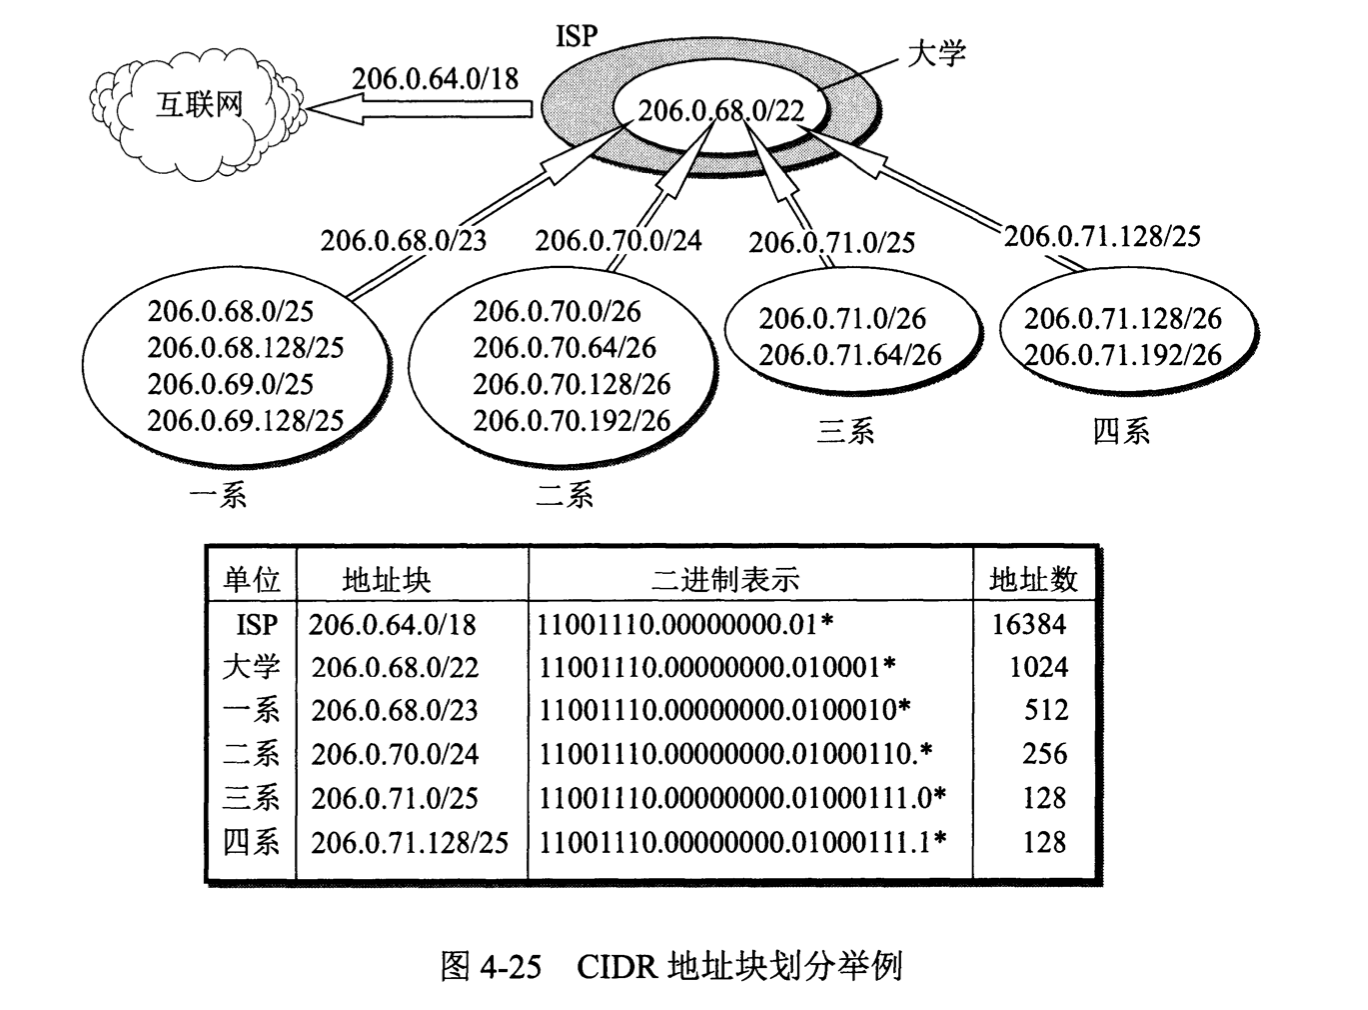 ISP
大学
206.0.64.0/18
互联网
206.0.68.0/22
206.0.68.0/23
206.0.70.0/24
206.0.71.0/25
206.0.71.128/25
206.0.68.0/25
206.0.68.128/25
206.0.69.0/25
206.0.69.128/25
一系
206.0.70.0/26
206.0.70.64/26
206.0.70.128/26
206.0.70.192/26
二系
206.0.71.0/26
206.0.71.64/26
三系
206.0.71.128/26
206.0.71.192/26
四系
单位 地址块 二进制表示 地址数
ISP 206.0.64.0/18 11001110.00000000.01* 16384
大学 206.0.68.0/22 11001110.00000000.010001* 1024
一系 206.0.68.0/23 11001110.00000000.0100010* 512
二系 206.0.70.0/24 11001110.00000000.01000110.* 256
三系 206.0.71.0/25 11001110.00000000.01000111.0* 128
四系 206.0.71.128/25 11001110.00000000.01000111.1* 128
图 4-25 CIDR 地址块划分举例